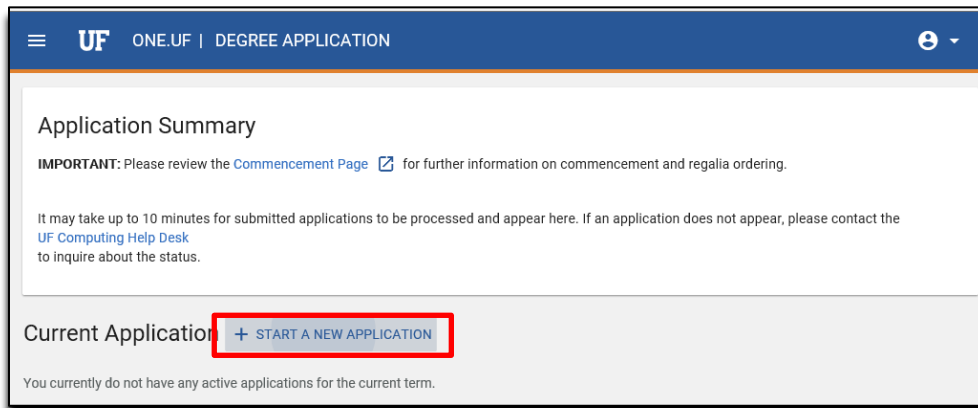 UF ONE.UF | DEGREE APPLICATION
Application Summary
IMPORTANT: Please review the Commencement Page for further information on commencement and regalia ordering.
It may take up to 10 minutes for submitted applications to be processed and appear here. If an application does not appear, please contact the
UF Computing Help Desk
to inquire about the status.
Current Application + START A NEW APPLICATION
You currently do not have any active applications for the current term.